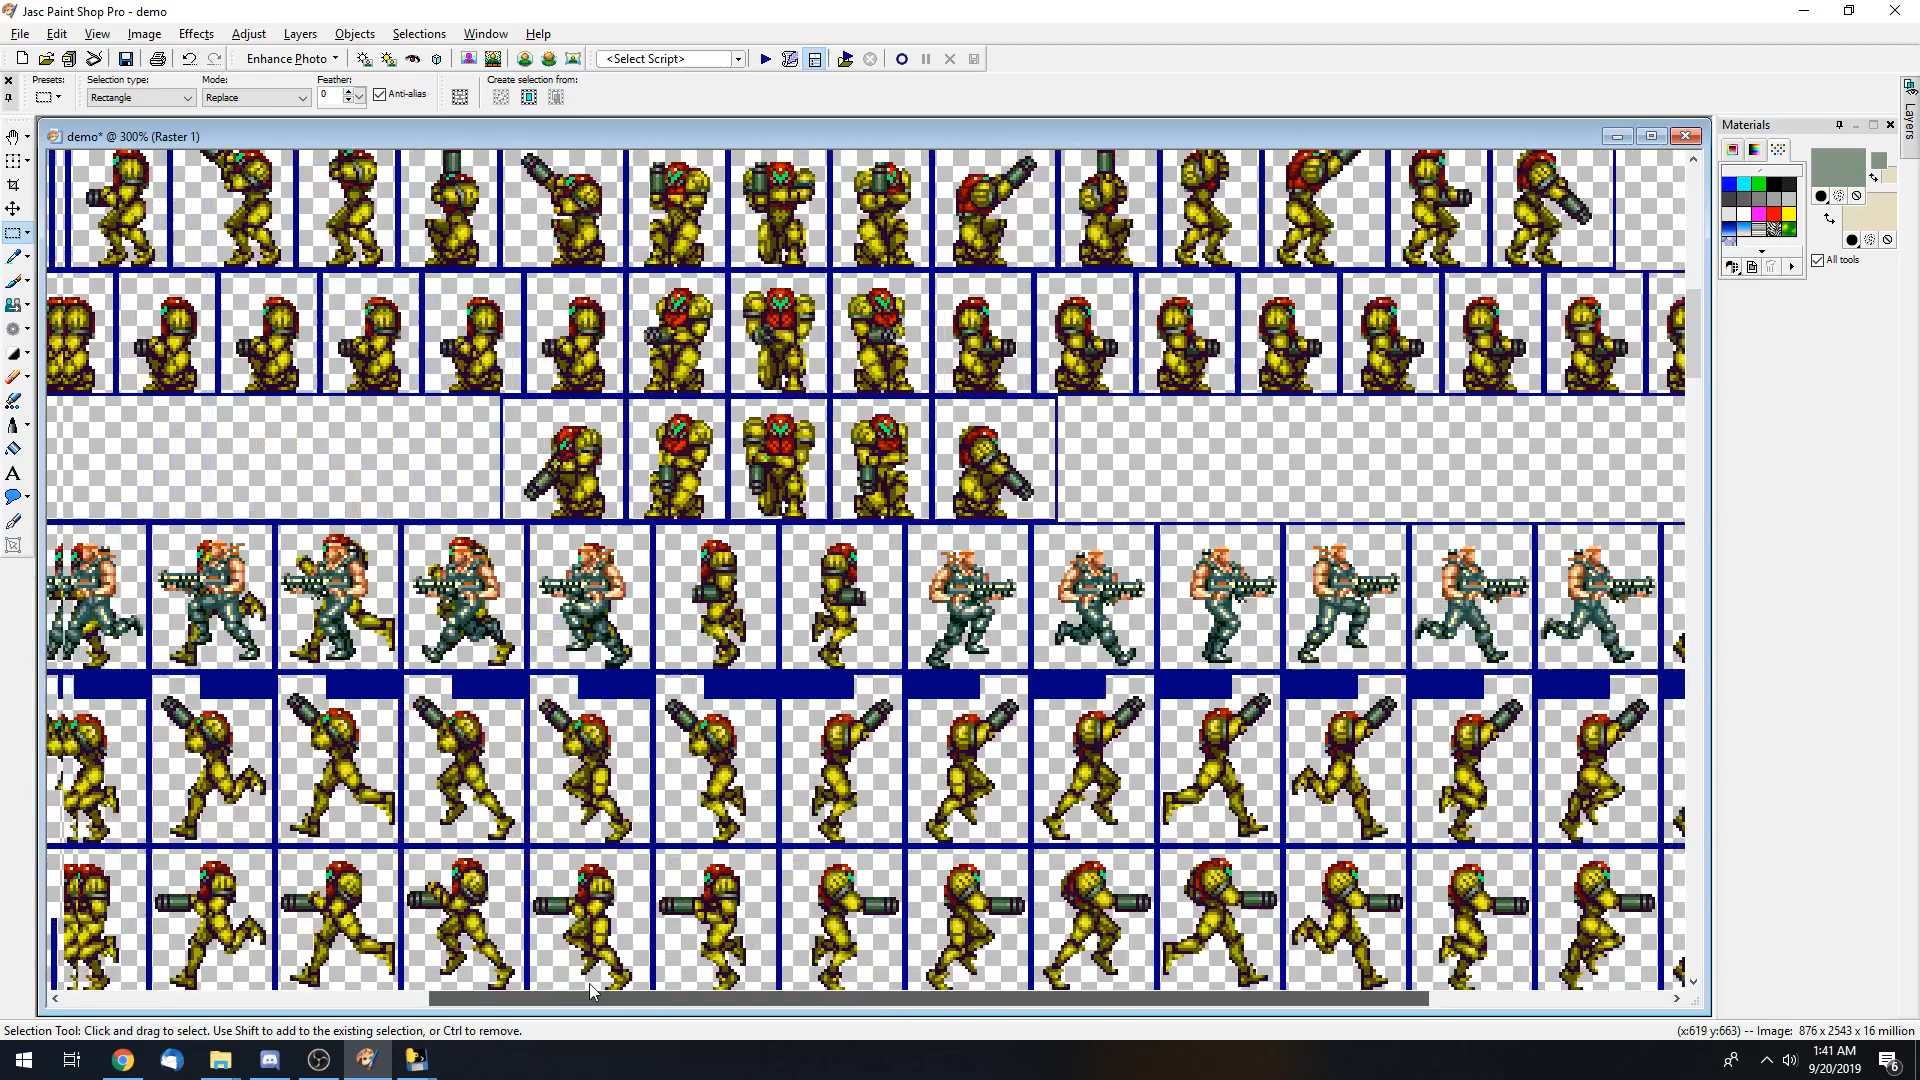 Jasc Paint Shop Pro - demo
File Edit View Image Effects Adjust Layers Objects Selections Window Help
Enhance Photo <Select Script>
Presets: Selection type: Mode: Feather: Create selection from:
Rectangle Replace 0 Anti-alias
demo* @ 300% (Raster 1)
Materials
Layers
All tools
Selection Tool: Click and drag to select. Use Shift to add to the existing selection, or Ctrl to remove.
(x:619 y:663) -- Image: 876 x 2543 x 16 million
1:41 AM
9/20/2019
6